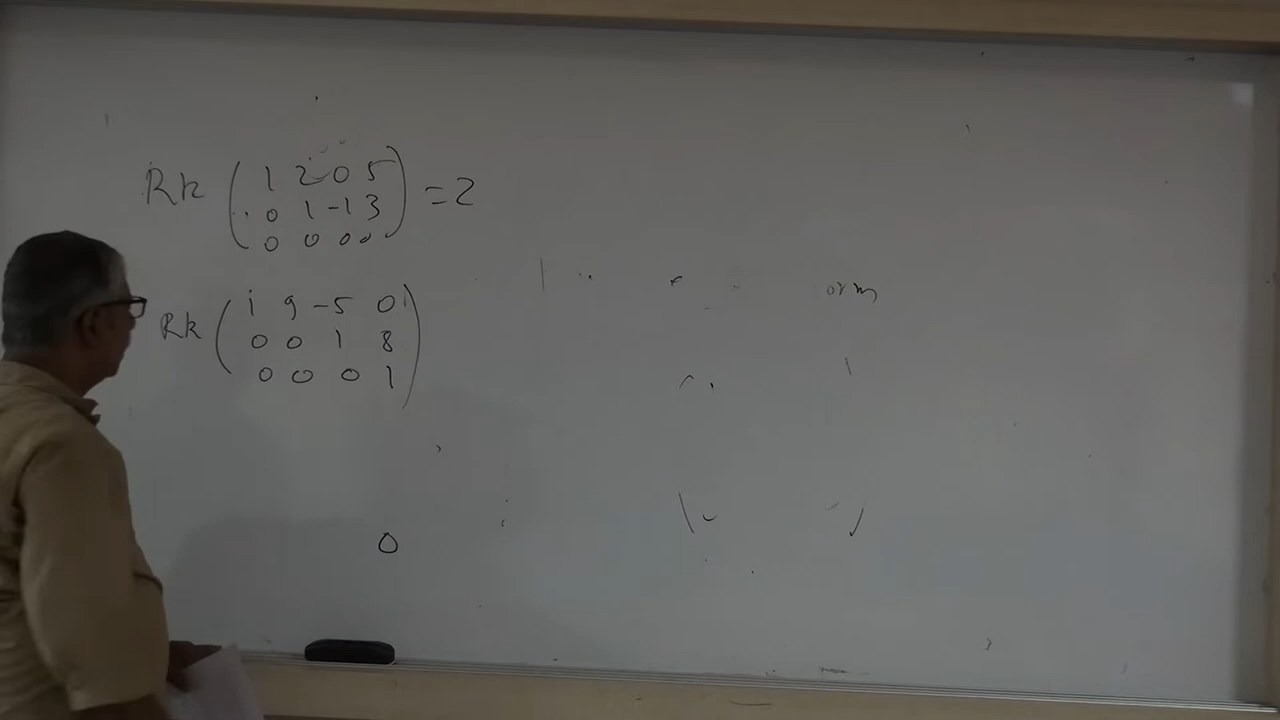 Rk ( 1 2 0 5
0 1 -1 3
0 0 0 0 ) = 2
Rk ( 1 9 -5 0
0 0 1 8
0 0 0 1 )
orm
0